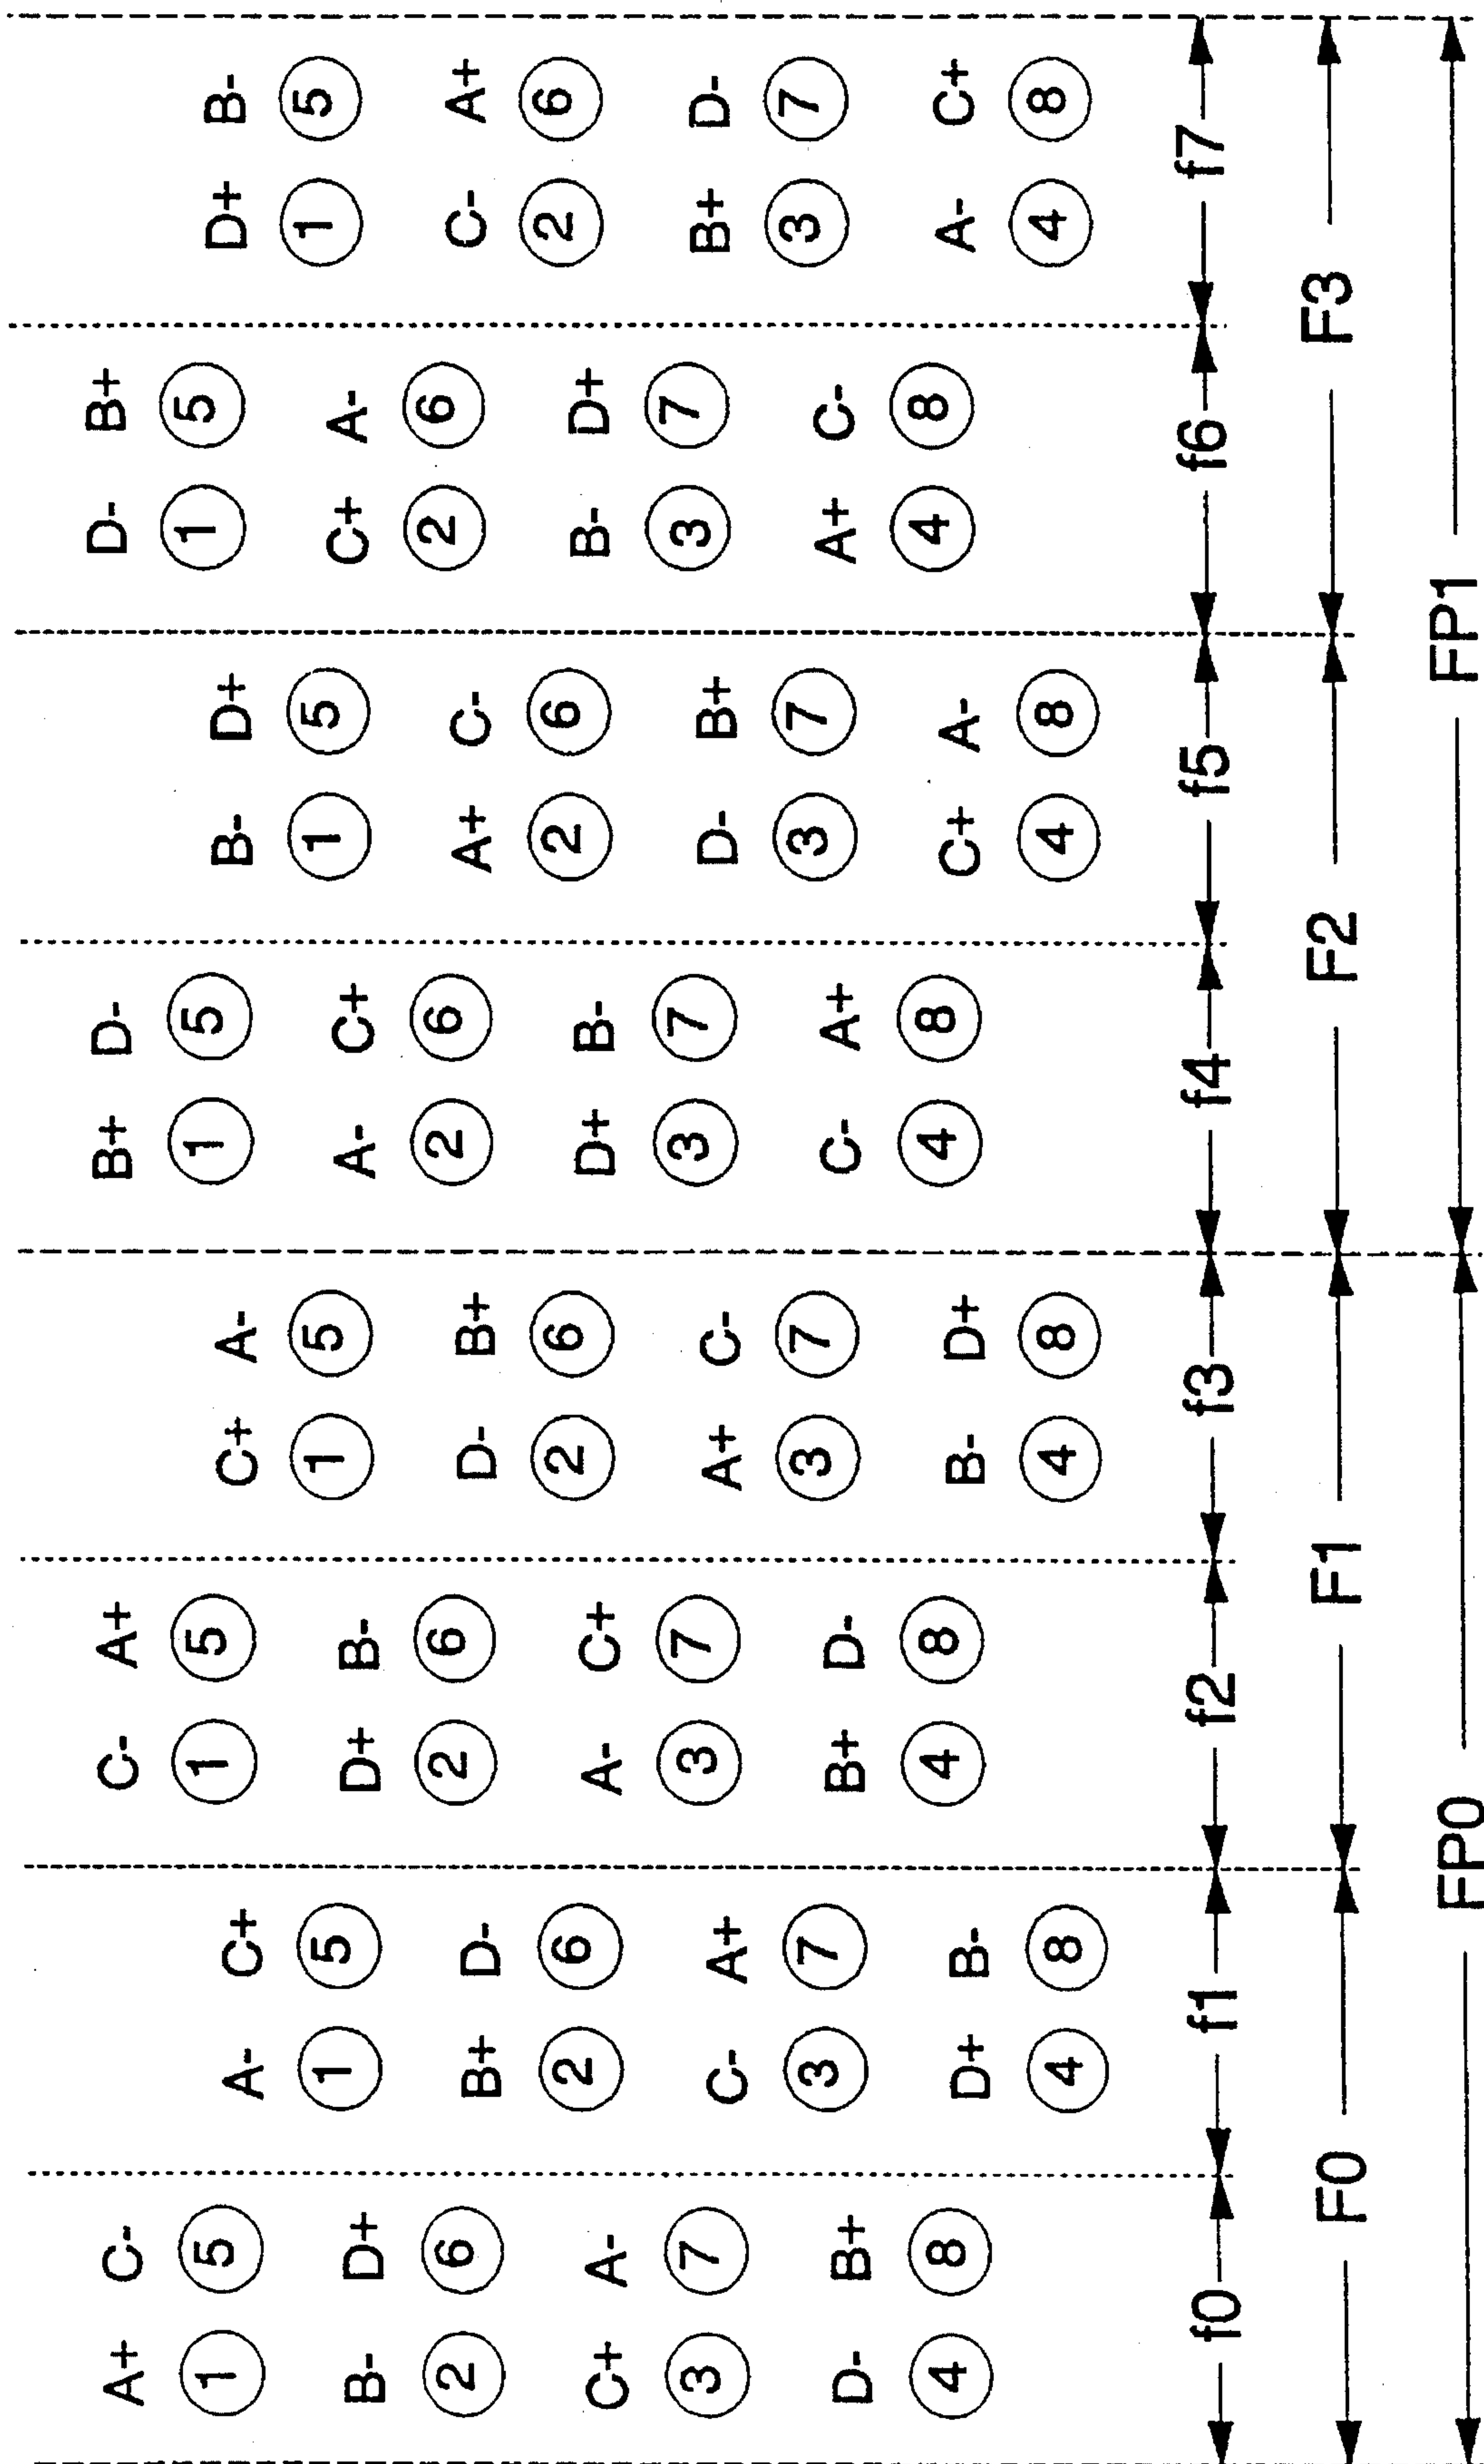 A+ C- C- A+ B+ D- D- B+
1 5 1 5 1 5 1 5
A- C+ C+ A- B- D+ D+ B-
1 5 1 5 1 5 1 5
B- D+ D+ B- A- C+ C+ A-
2 6 2 6 2 6 2 6
B+ D- D- B+ A+ C- C- A+
2 6 2 6 2 6 2 6
C+ A- A- C+ D+ B- B- D+
3 7 3 7 3 7 3 7
C- A+ A+ C- D- B+ B+ D-
3 7 3 7 3 7 3 7
D- B+ B+ D- C- A+ A+ C-
4 8 4 8 4 8 4 8
D+ B- B- D+ C+ A- A- C+
4 8 4 8 4 8 4 8
f0 f1 f2 f3 f4 f5 f6 f7
F0 F1 F2 F3
FP0 FP1